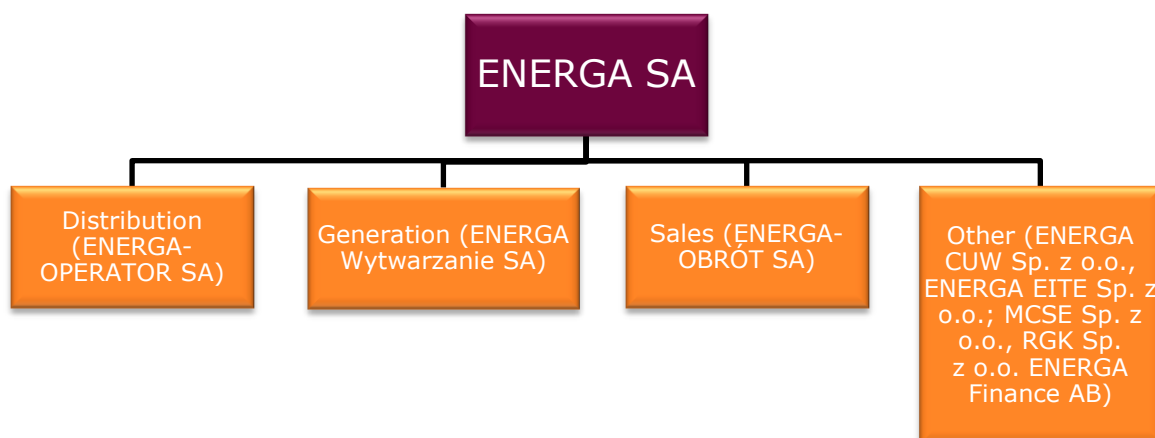 ENERGA SA
Distribution
(ENERGA-
OPERATOR SA)
Generation (ENERGA
Wytwarzanie SA)
Sales (ENERGA-
OBRÓT SA)
Other (ENERGA
CUW Sp. z o.o.,
ENERGA EITE Sp. z
o.o.; MCSE Sp. z
o.o., RGK Sp.
z o.o. ENERGA
Finance AB)